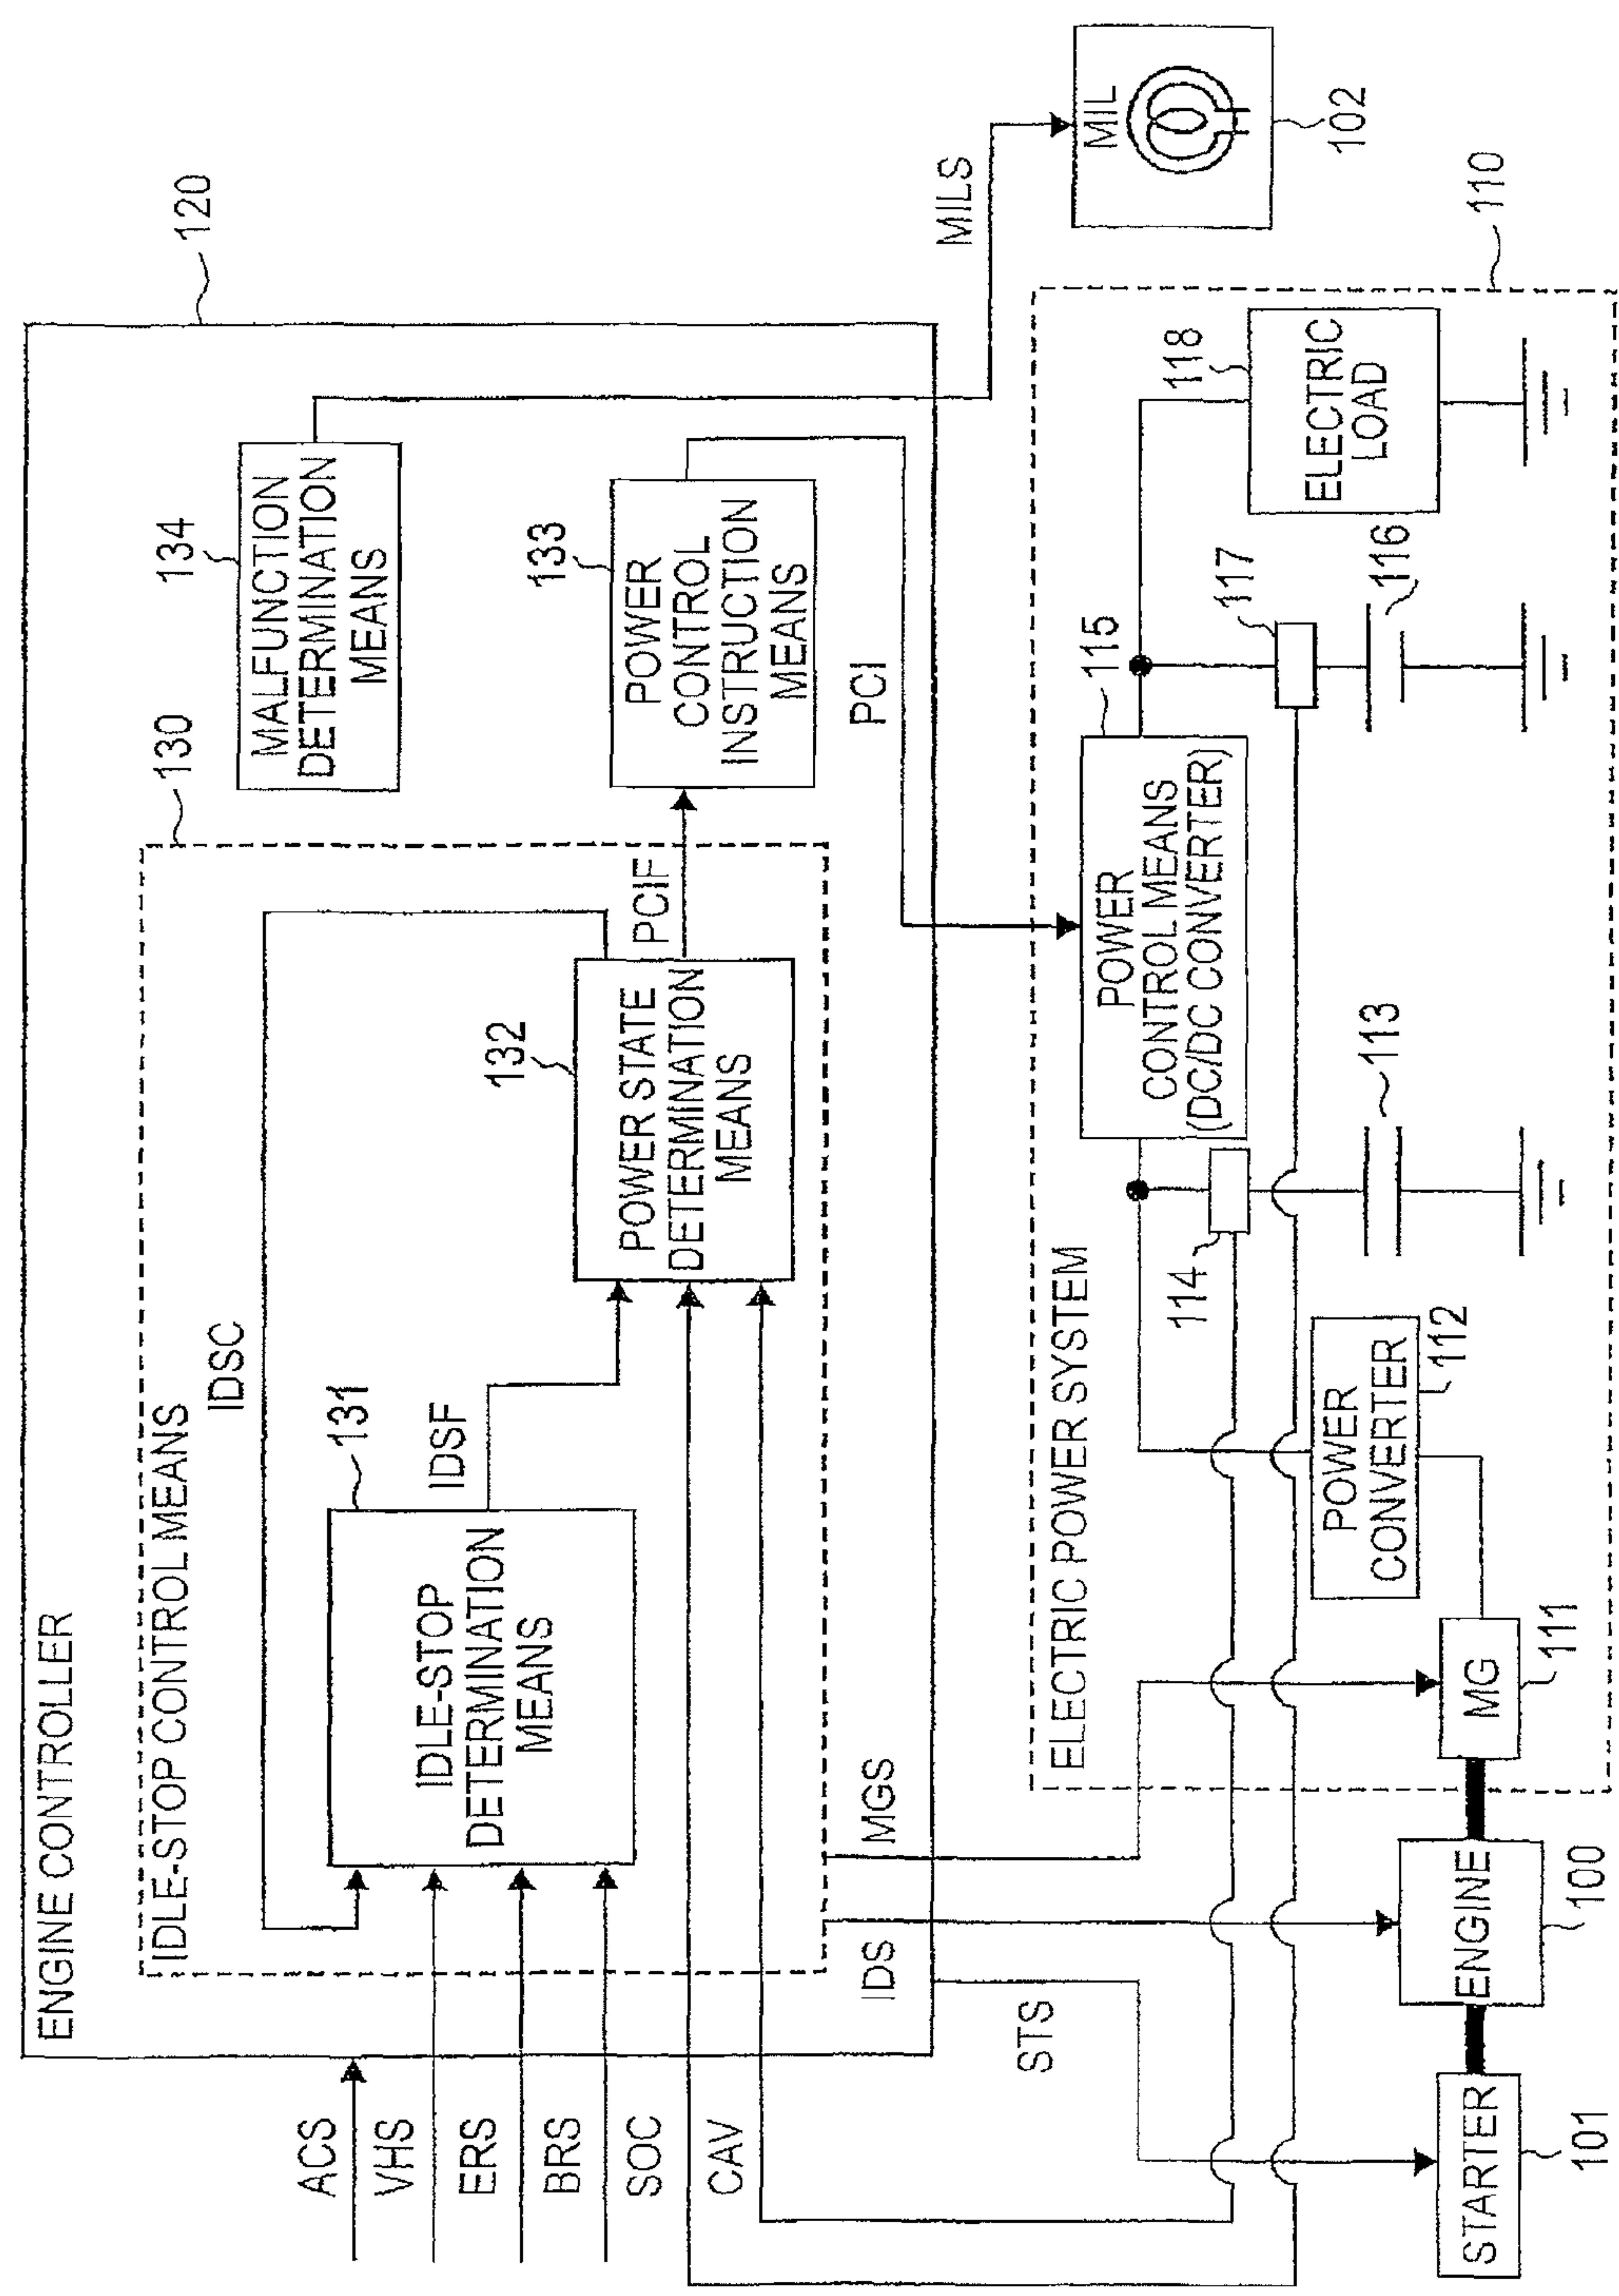 ENGINE CONTROLLER
120
IDLE-STOP CONTROL MEANS
130
134
MALFUNCTION
DETERMINATION
MEANS
IDSC
131
IDLE-STOP
DETERMINATION
MEANS
IDSF
132
POWER STATE
DETERMINATION
MEANS
PCIF
133
POWER
CONTROL
INSTRUCTION
MEANS
ACS
VHS
ERS
BRS
SOC
CAV
MGS
IDS
STS
PCI
MILS
MIL
102
ELECTRIC POWER SYSTEM
110
115
POWER
CONTROL MEANS
(DC/DC CONVERTER)
118
ELECTRIC
LOAD
117
116
114
113
POWER
CONVERTER
112
MG
111
ENGINE
100
STARTER
101